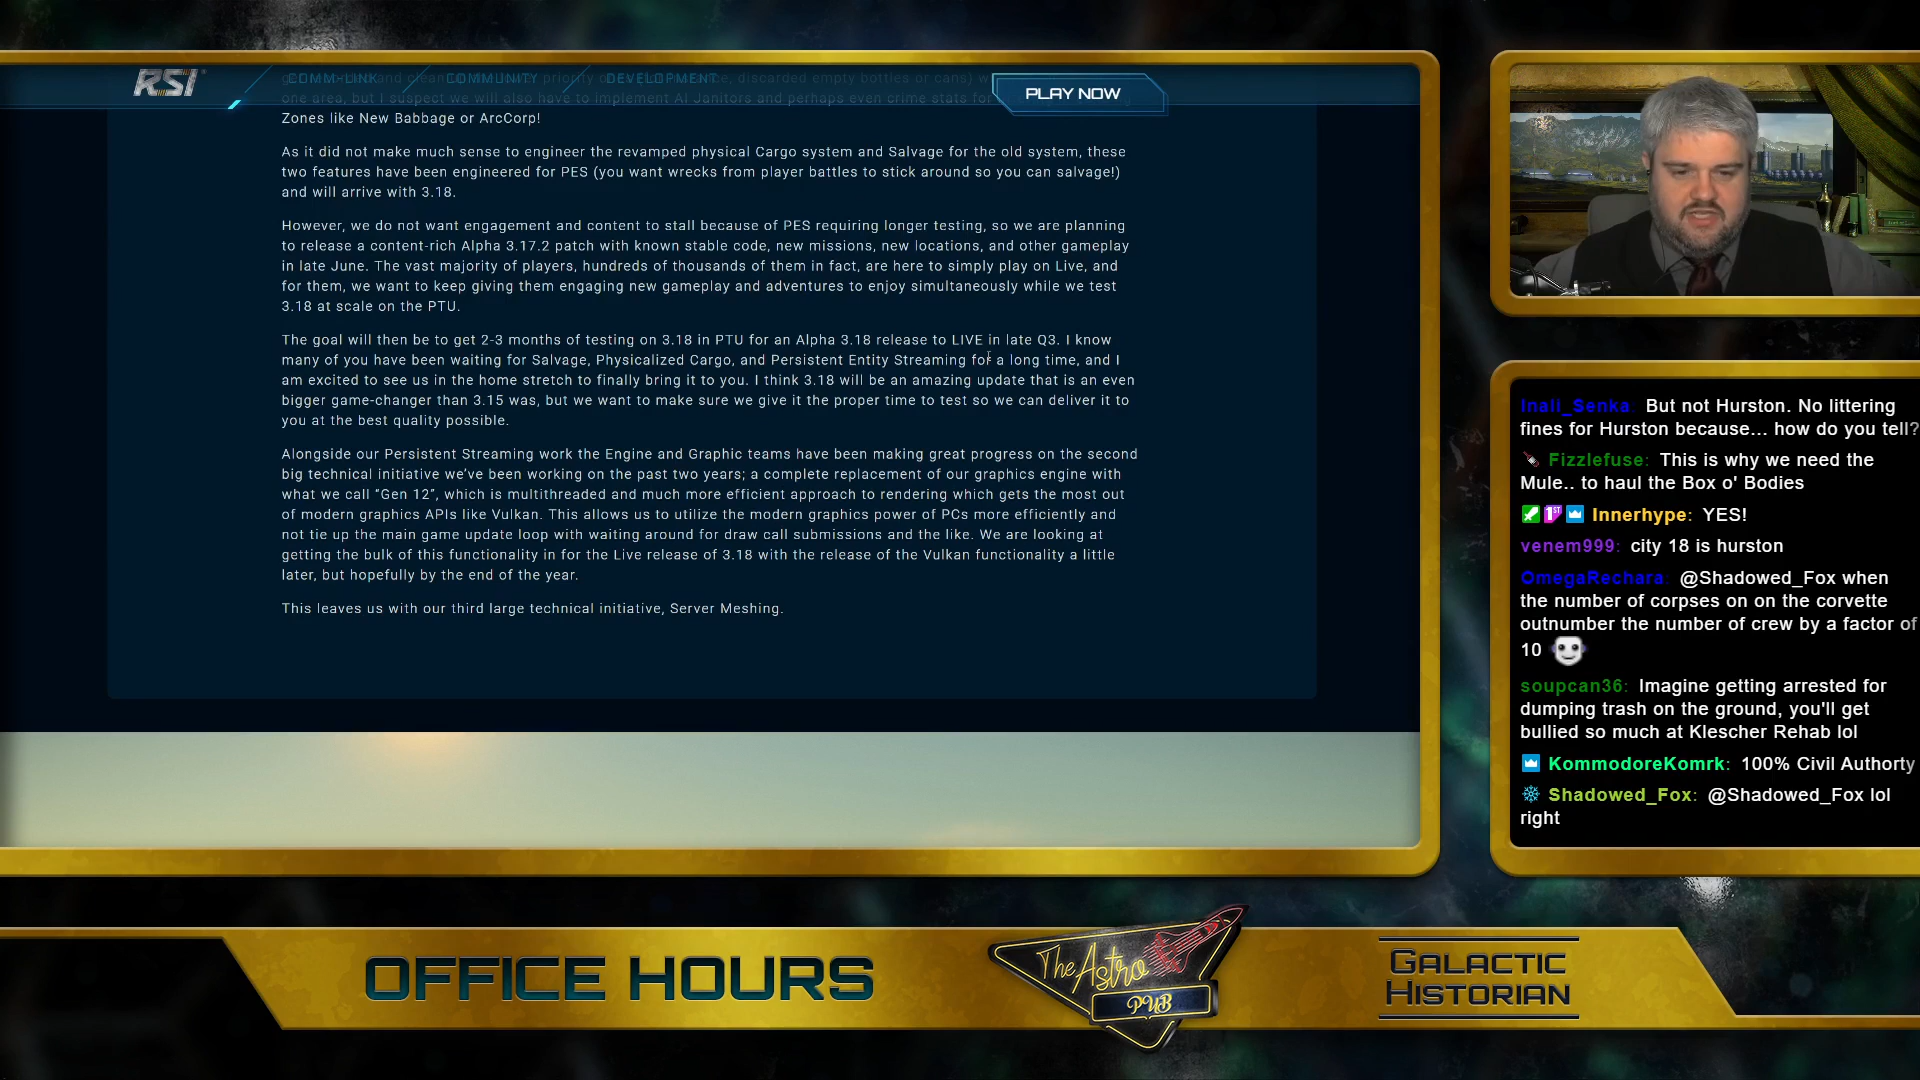 RSI
COMM-LINK
COMMUNITY
DEVELOPMENT
PLAY NOW
one area, but I suspect we will also have to implement AI Janitors and perhaps even crime stats for
Zones like New Babbage or ArcCorp!
As it did not make much sense to engineer the revamped physical Cargo system and Salvage for the old system, these
two features have been engineered for PES (you want wrecks from player battles to stick around so you can salvage!)
and will arrive with 3.18.
However, we do not want engagement and content to stall because of PES requiring longer testing, so we are planning
to release a content-rich Alpha 3.17.2 patch with known stable code, new missions, new locations, and other gameplay
in late June. The vast majority of players, hundreds of thousands of them in fact, are here to simply play on Live, and
for them, we want to keep giving them engaging new gameplay and adventures to enjoy simultaneously while we test
3.18 at scale on the PTU.
The goal will then be to get 2-3 months of testing on 3.18 in PTU for an Alpha 3.18 release to LIVE in late Q3. I know
many of you have been waiting for Salvage, Physicalized Cargo, and Persistent Entity Streaming for a long time, and I
am excited to see us in the home stretch to finally bring it to you. I think 3.18 will be an amazing update that is an even
bigger game-changer than 3.15 was, but we want to make sure we give it the proper time to test so we can deliver it to
you at the best quality possible.
Alongside our Persistent Streaming work the Engine and Graphic teams have been making great progress on the second
big technical initiative we've been working on the past two years; a complete replacement of our graphics engine with
what we call “Gen 12”, which is multithreaded and much more efficient approach to rendering which gets the most out
of modern graphics APIs like Vulkan. This allows us to utilize the modern graphics power of PCs more efficiently and
not tie up the main game update loop with waiting around for draw call submissions and the like. We are looking at
getting the bulk of this functionality in for the Live release of 3.18 with the release of the Vulkan functionality a little
later, but hopefully by the end of the year.
This leaves us with our third large technical initiative, Server Meshing.
Inali_Senka: But not Hurston. No littering
fines for Hurston because... how do you tell?
Fizzlefuse: This is why we need the
Mule.. to haul the Box o' Bodies
1ST Innerhype: YES!
venem999: city 18 is hurston
OmegaRechara: @Shadowed_Fox when
the number of corpses on on the corvette
outnumber the number of crew by a factor of
10
soupcan36: Imagine getting arrested for
dumping trash on the ground, you'll get
bullied so much at Klescher Rehab lol
KommodoreKomrk: 100% Civil Authorty
Shadowed_Fox: @Shadowed_Fox lol
right
OFFICE HOURS
The Astro
PUB
GALACTIC
HISTORIAN